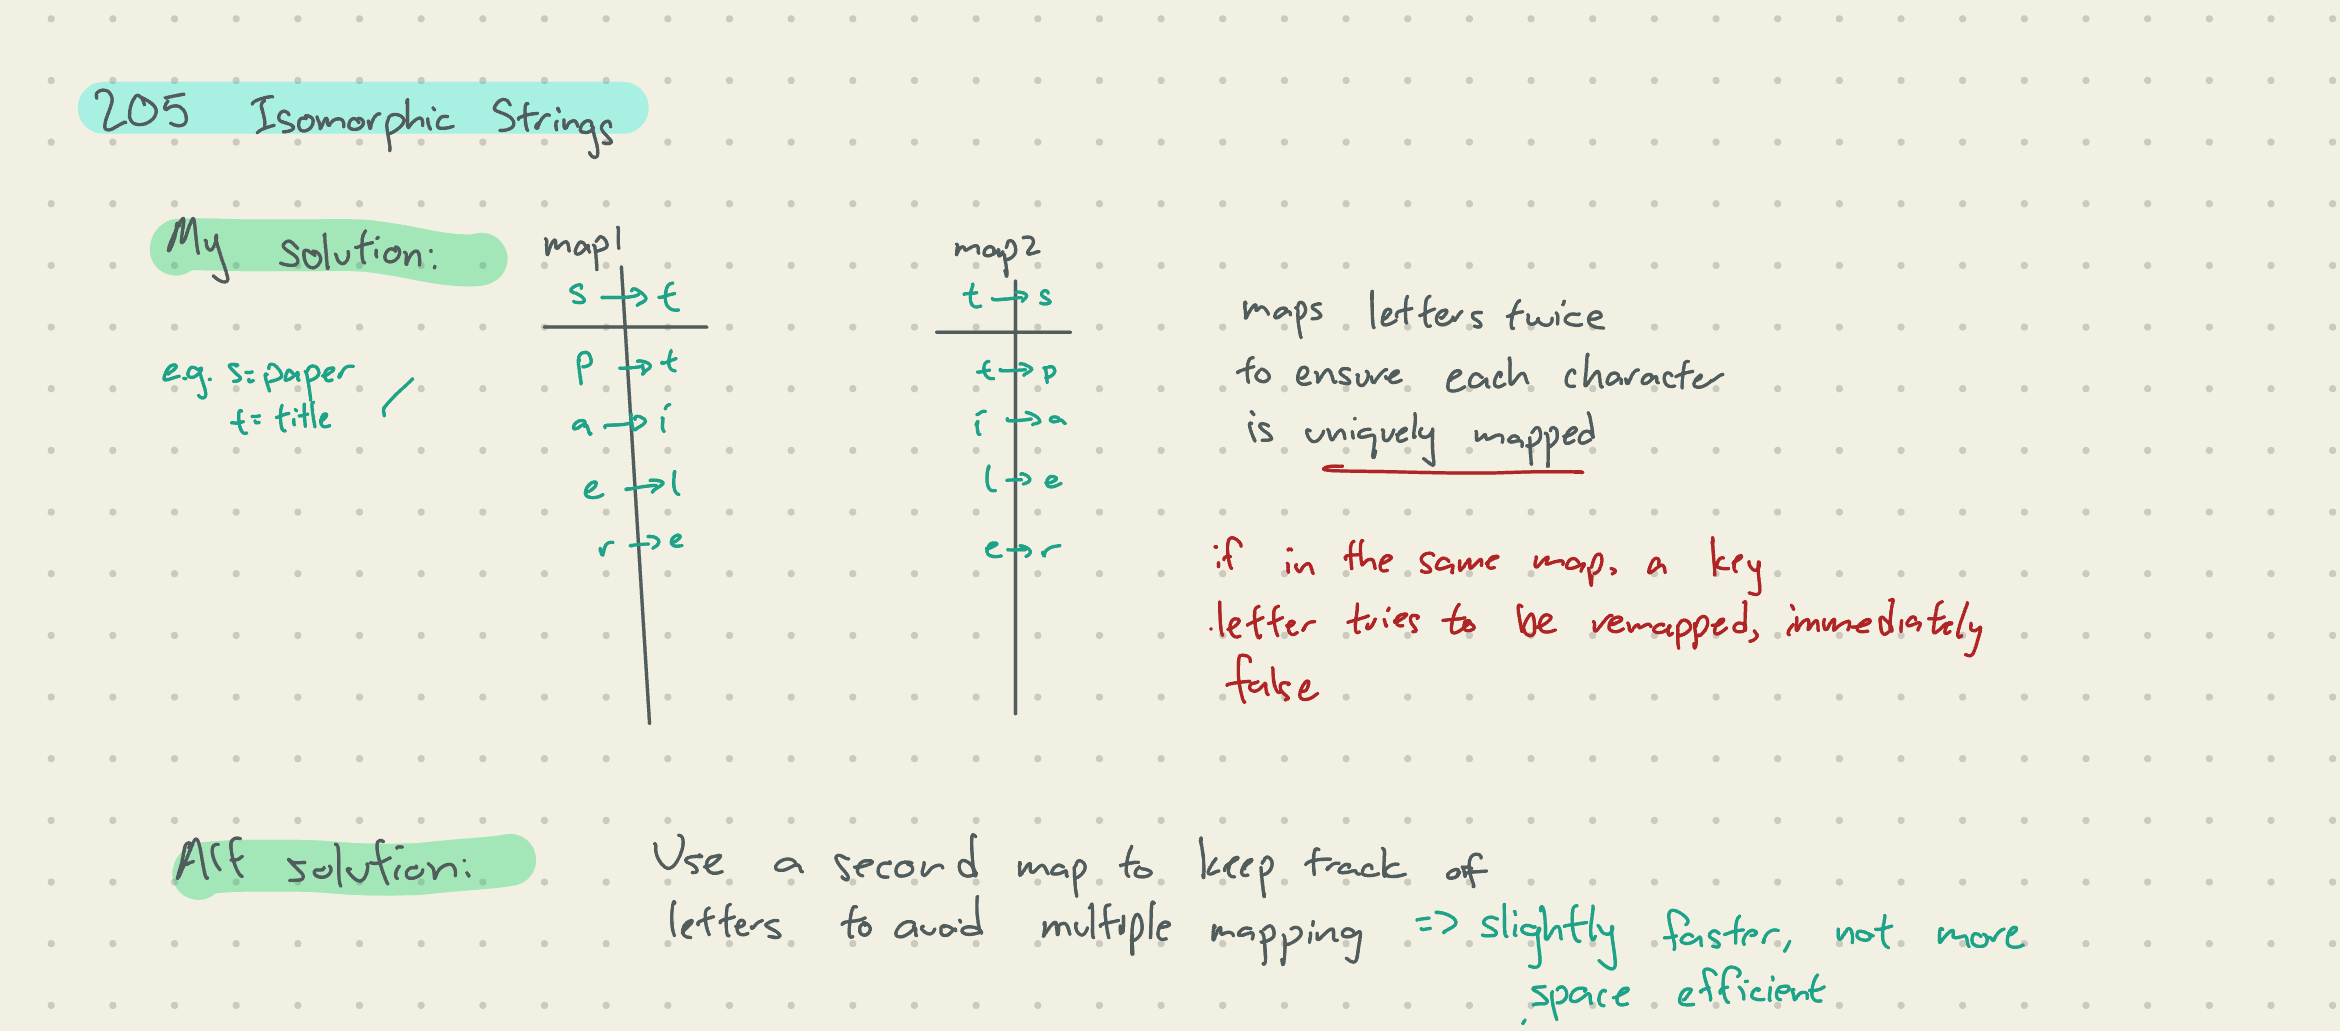 205 Isomorphic Strings
My solution:
e.g. s=paper
t=title
map1
s → t
p → t
a → i
e → l
r → e
map2
t → s
t → p
i → a
l → e
e → r
maps letters twice
to ensure each character
is uniquely mapped
if in the same map, a key
letter tries to be remapped, immediately
false
Alt solution:
Use a second map to keep track of
letters to avoid multiple mapping => slightly faster, not more
space efficient